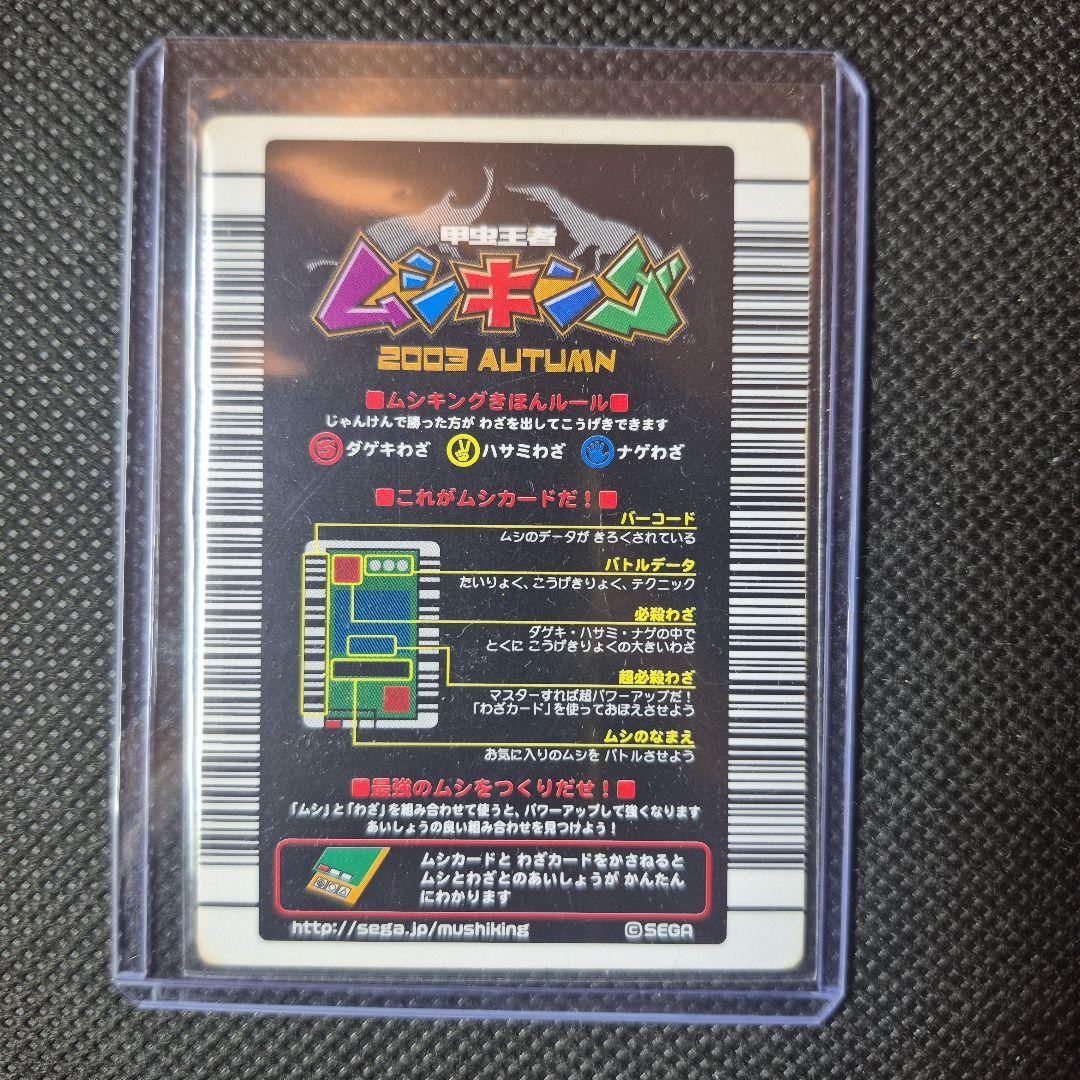 甲虫王者
ムシキング
2003 AUTUMN
■ムシキングきほんルール■
じゃんけんで勝った方が わざを出してこうげきできます
ダゲキわざ ハサミわざ ナゲわざ
■これがムシカードだ！■
バーコード
ムシのデータが きろくされている
バトルデータ
たいりょく、こうげきりょく、テクニック
必殺わざ
ダゲキ・ハサミ・ナゲの中で
とくに こうげきりょくの大きいわざ
超必殺わざ
マスターすれば超パワーアップだ！
「わざカード」を使っておぼえさせよう
ムシのなまえ
お気に入りのムシを バトルさせよう
■最強のムシをつくりだせ！■
「ムシ」と「わざ」を組み合わせて使うと、パワーアップして強くなります
あいしょうの良い組み合わせを見つけよう！
ムシカードと わざカードをかさねると
ムシとわざとのあいしょうが かんたん
にわかります
http://sega.jp/mushiking ©SEGA